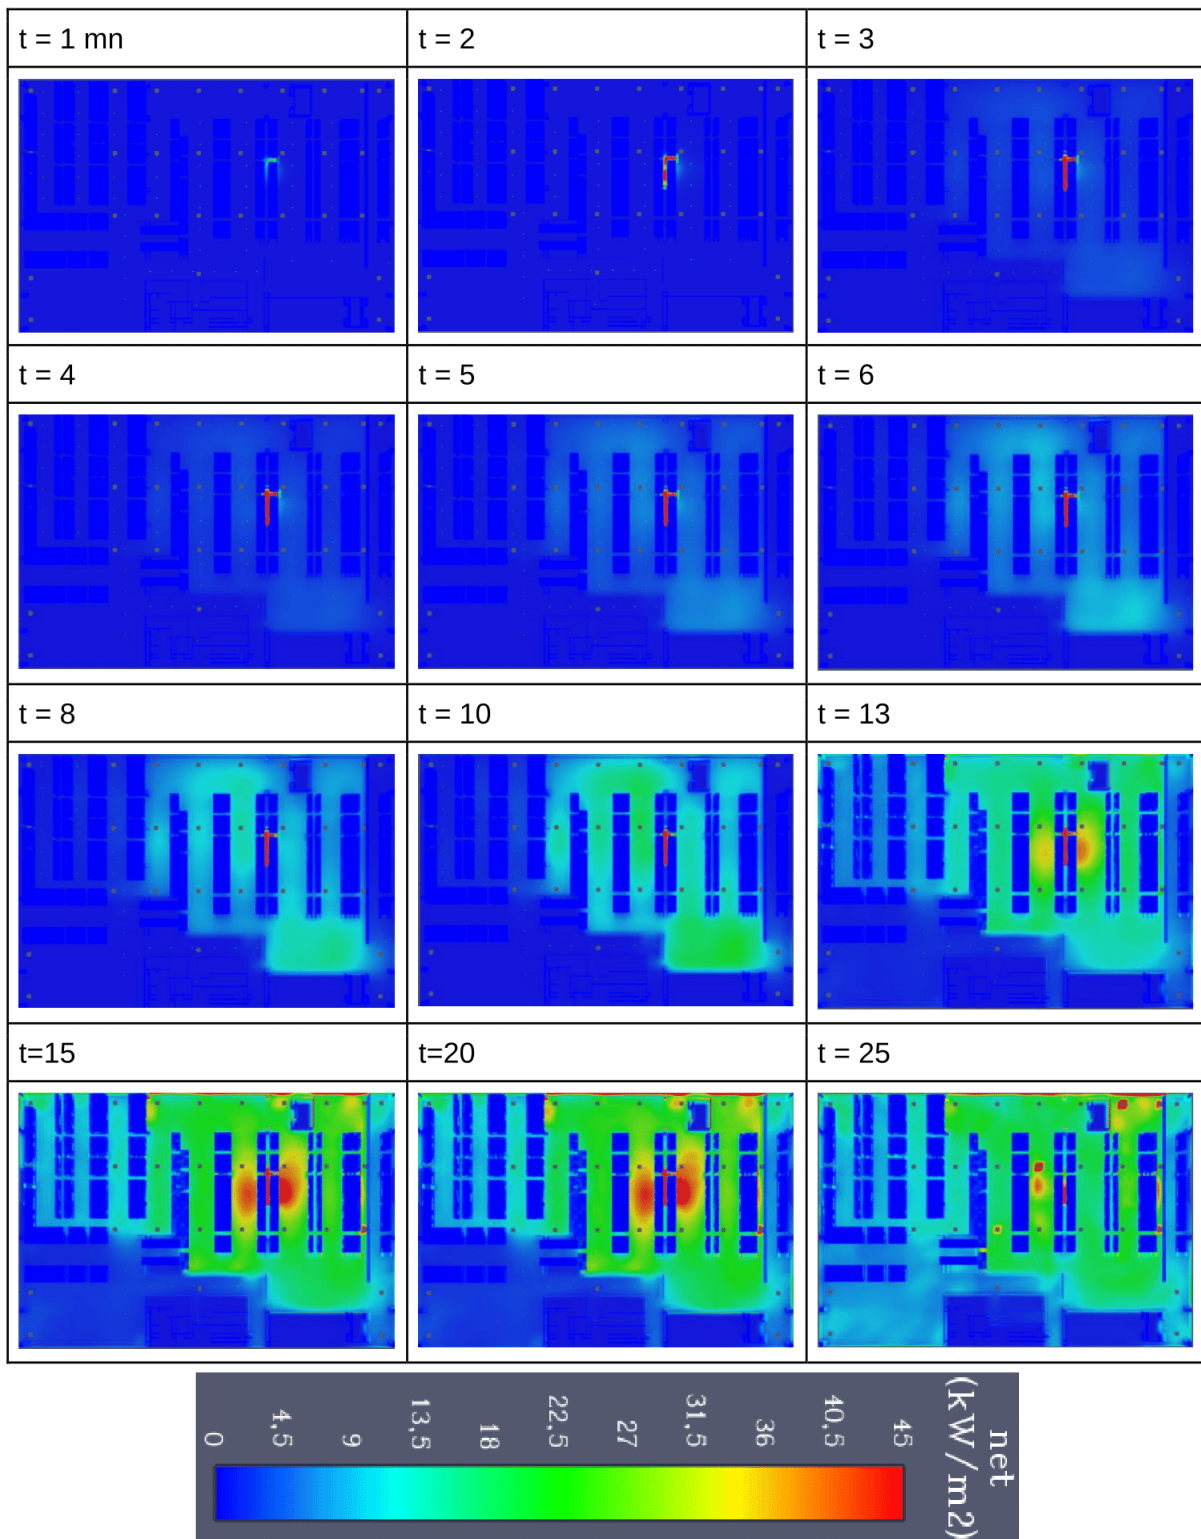 t = 1 mn
t = 2
t = 3
t = 4
t = 5
t = 6
t = 8
t = 10
t = 13
t=15
t=20
t = 25
0
4,5
9
13,5
18
22,5
27
31,5
36
40,5
45
net
(kW/m2)